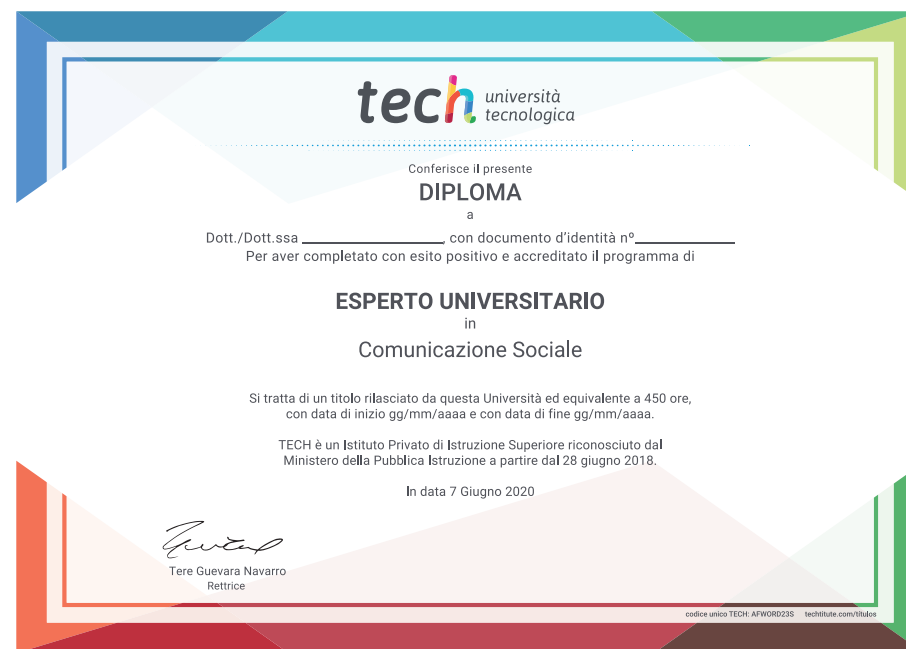 tech università
tecnologica
Conferisce il presente
DIPLOMA
a
Dott./Dott.ssa ____________________, con documento d'identità nº______________
Per aver completato con esito positivo e accreditato il programma di
ESPERTO UNIVERSITARIO
in
Comunicazione Sociale
Si tratta di un titolo rilasciato da questa Università ed equivalente a 450 ore,
con data di inizio gg/mm/aaaa e con data di fine gg/mm/aaaa.
TECH è un Istituto Privato di Istruzione Superiore riconosciuto dal
Ministero della Pubblica Istruzione a partire dal 28 giugno 2018.
In data 7 Giugno 2020
Tere Guevara Navarro
Rettrice
codice unico TECH: AFWORD23S techtitute.com/titulos